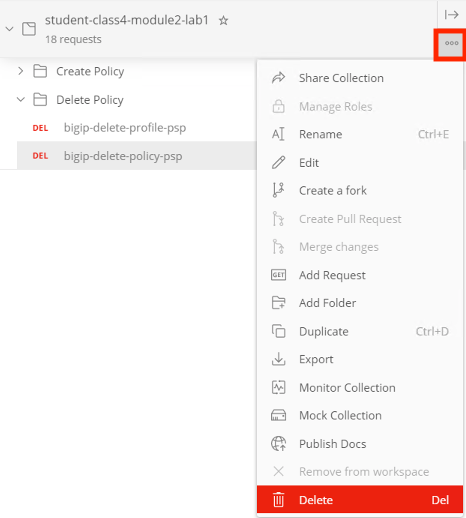 student-class4-module2-lab1
18 requests
Create Policy
Delete Policy
DEL bigip-delete-profile-psp
DEL bigip-delete-policy-psp
Share Collection
Manage Roles
Rename Ctrl+E
Edit
Create a fork
Create Pull Request
Merge changes
GET Add Request
Add Folder
Duplicate Ctrl+D
Export
Monitor Collection
Mock Collection
Publish Docs
Remove from workspace
Delete Del